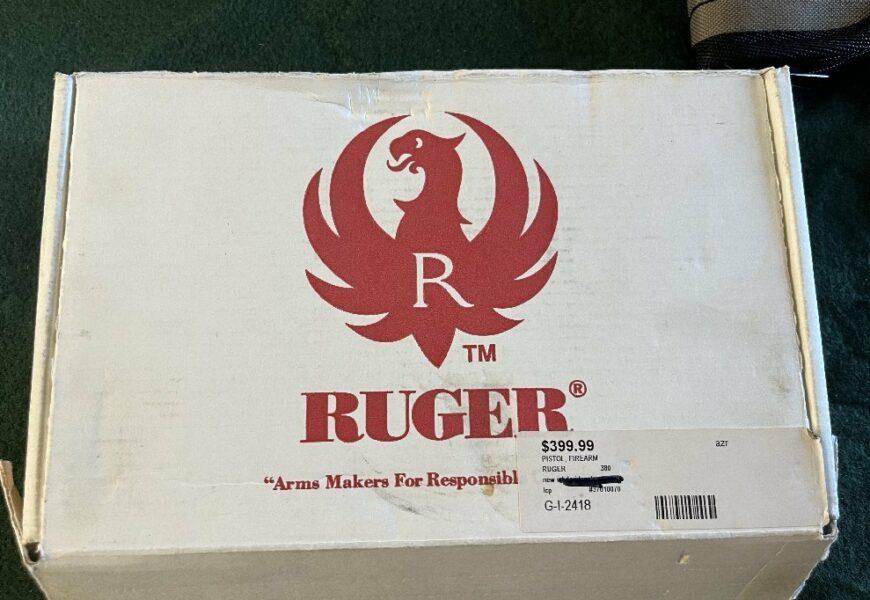 R
TM
RUGER®
“Arms Makers For Responsibl
$399.99 azr
PISTOL, FIREARM
RUGER 380
new
lcp
G-I-2418